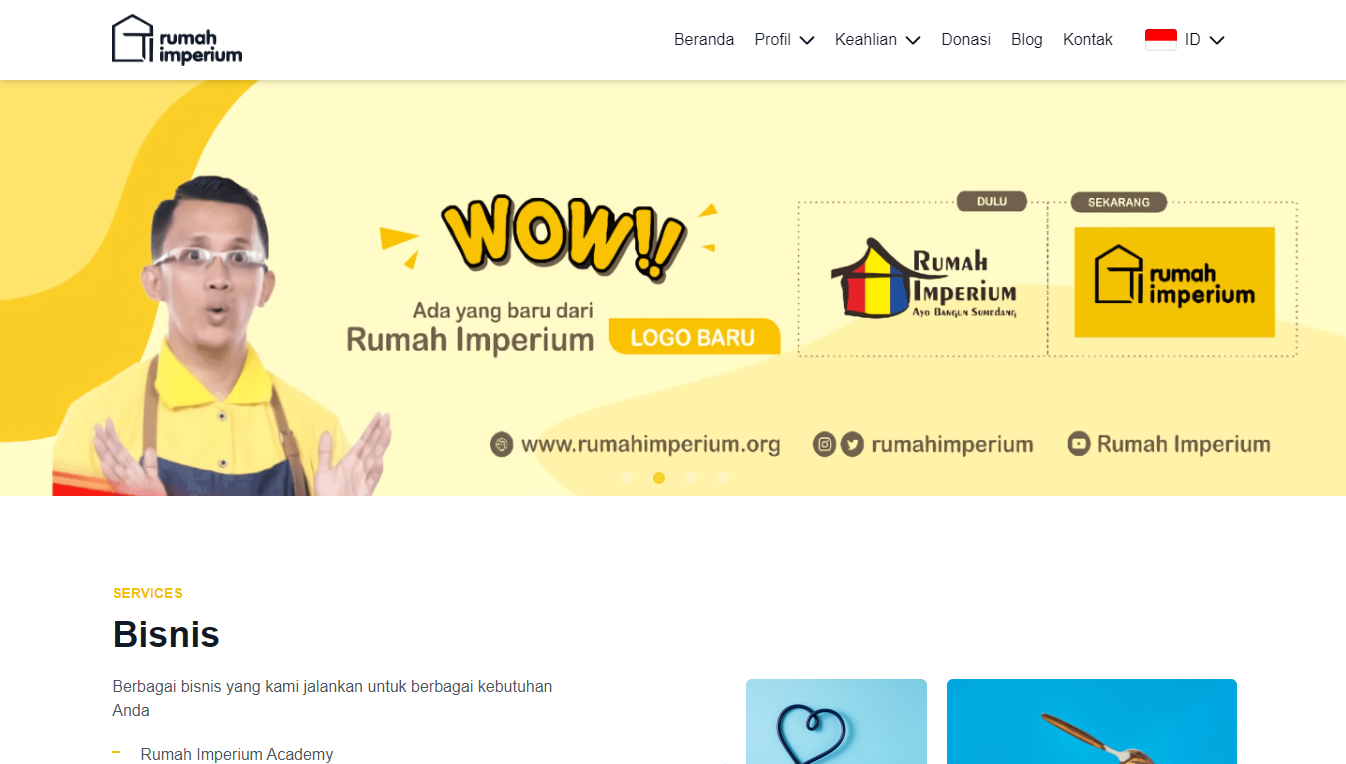 rumah
imperium
Beranda Profil Keahlian Donasi Blog Kontak ID
WOW!!
Ada yang baru dari
Rumah Imperium LOGO BARU
DULU
SEKARANG
Rumah
Imperium
Ayo Bangun Sumedang
rumah
imperium
www.rumahimperium.org rumahimperium Rumah Imperium
SERVICES
Bisnis
Berbagai bisnis yang kami jalankan untuk berbagai kebutuhan
Anda
Rumah Imperium Academy